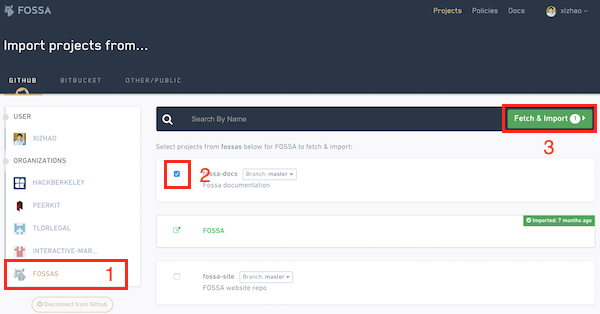 FOSSA
Projects Policies Docs xizhao
Import projects from...
GITHUB BITBUCKET OTHER/PUBLIC
USER
XIZHAO
ORGANIZATIONS
HACKBERKELEY
PEERKIT
TLDRLEGAL
INTERACTIVE-MAR...
FOSSAS 1
Disconnect from Github
Search By Name
Fetch & Import 1
3
Select projects from fossas below for FOSSA to fetch & import:
2 fossa-docs Branch: master
Fossa documentation
Imported: 7 months ago
FOSSA
fossa-site Branch: master
FOSSA website repo